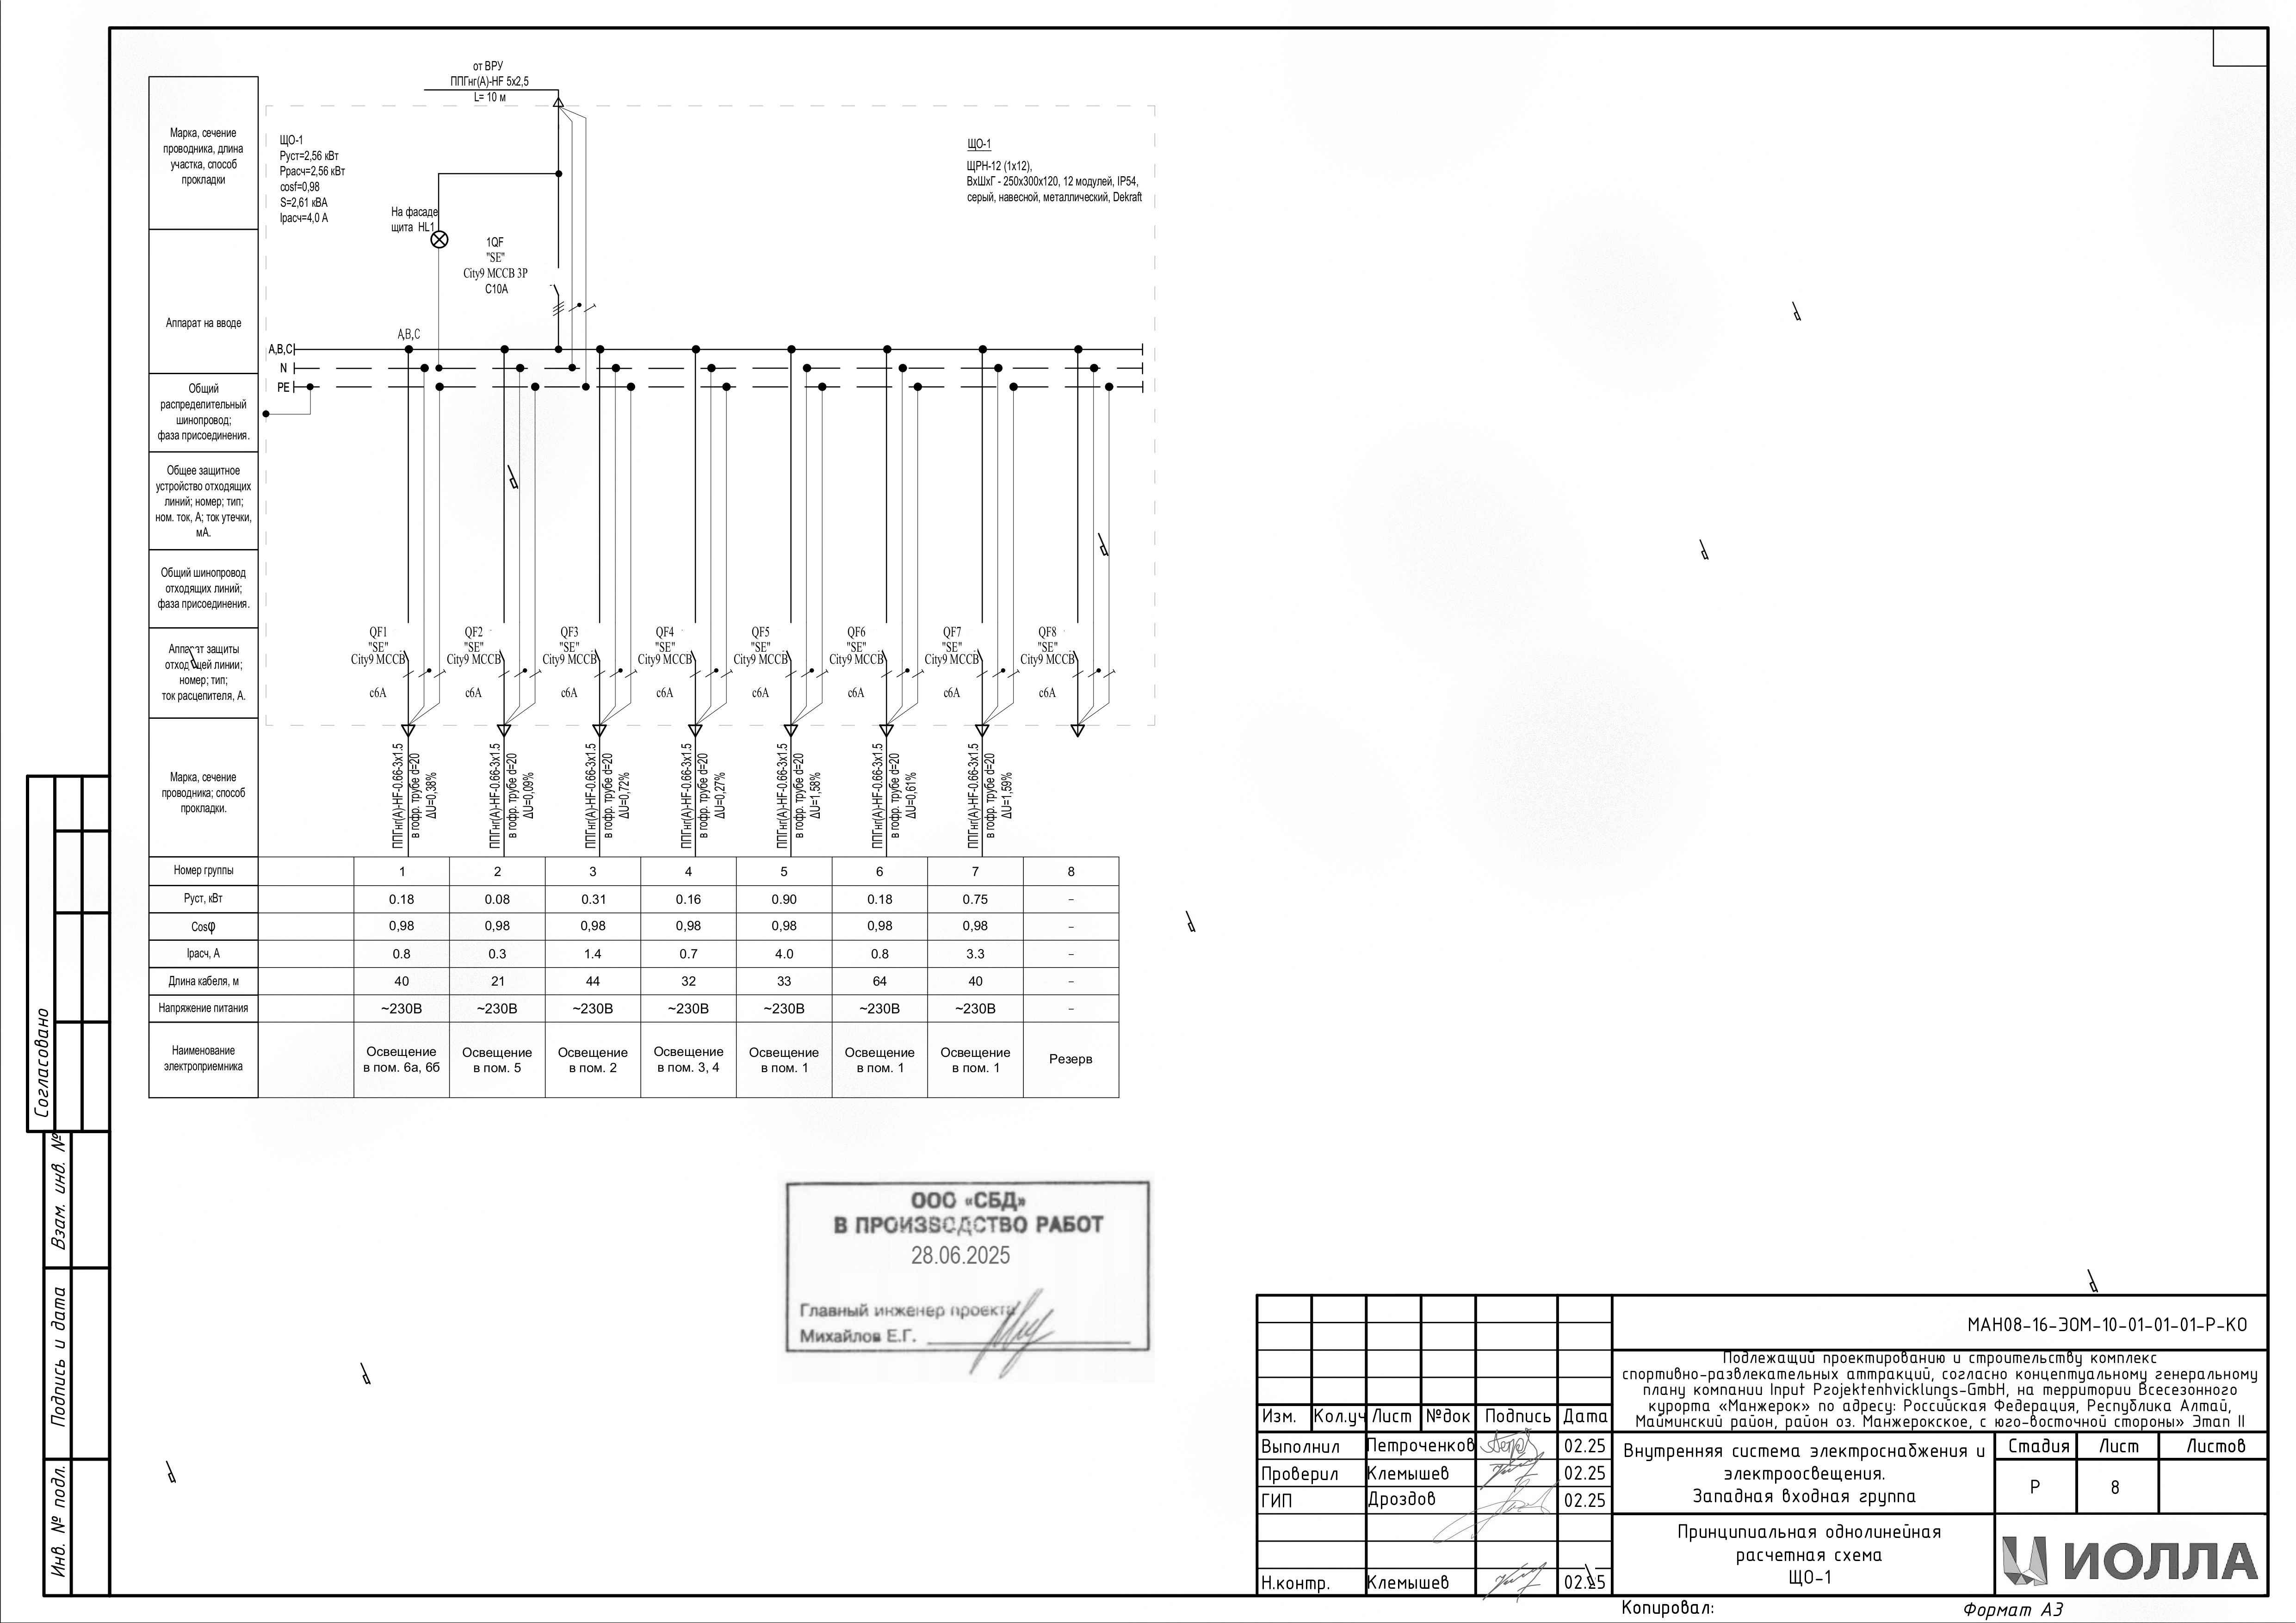 от ВРУ
ППГнг(А)-HF 5х2,5
L= 10 м
Марка, сечение
проводника, длина
участка, способ
прокладки
ЩО-1
Руст=2,56 кВт
Ррасч=2,56 кВт
cosf=0,98
S=2,61 кВА
Iрасч=4,0 А
ЩО-1
ЩРН-12 (1х12),
ВхШхГ - 250х300х120, 12 модулей, IP54,
серый, навесной, металлический, Dekraft
На фасаде
щита HL1
1QF
"SE"
City9 MCCB 3P
C10A
Аппарат на вводе
A,B,C
A,B,C
N
PE
Общий
распределительный
шинопровод;
фаза присоединения.
Общее защитное
устройство отходящих
линий; номер; тип;
ном. ток, А; ток утечки,
мА.
Общий шинопровод
отходящих линий;
фаза присоединения.
Аппарат защиты
отходящей линии;
номер; тип;
ток расцепителя, А.
QF1 QF2 QF3 QF4 QF5 QF6 QF7 QF8
"SE" "SE" "SE" "SE" "SE" "SE" "SE" "SE"
City9 MCCB City9 MCCB City9 MCCB City9 MCCB City9 MCCB City9 MCCB City9 MCCB City9 MCCB
c6A c6A c6A c6A c6A c6A c6A c6A
Марка, сечение
проводника; способ
прокладки.
ППГнг(А)-HF-0.66-3х1.5
в гофр. трубе d=20
ΔU=0,38%
ППГнг(А)-HF-0.66-3х1.5
в гофр. трубе d=20
ΔU=0,09%
ППГнг(А)-HF-0.66-3х1.5
в гофр. трубе d=20
ΔU=0,72%
ППГнг(А)-HF-0.66-3х1.5
в гофр. трубе d=20
ΔU=0,27%
ППГнг(А)-HF-0.66-3х1.5
в гофр. трубе d=20
ΔU=1,58%
ППГнг(А)-HF-0.66-3х1.5
в гофр. трубе d=20
ΔU=0,61%
ППГнг(А)-HF-0.66-3х1.5
в гофр. трубе d=20
ΔU=1,59%
Номер группы 1 2 3 4 5 6 7 8
Руст, кВт 0.18 0.08 0.31 0.16 0.90 0.18 0.75 –
Cosφ 0,98 0,98 0,98 0,98 0,98 0,98 0,98 –
Iрасч, А 0.8 0.3 1.4 0.7 4.0 0.8 3.3 –
Длина кабеля, м 40 21 44 32 33 64 40 –
Напряжение питания ~230В ~230В ~230В ~230В ~230В ~230В ~230В –
Наименование
электроприемника
Освещение
в пом. 6а, 6б
Освещение
в пом. 5
Освещение
в пом. 2
Освещение
в пом. 3, 4
Освещение
в пом. 1
Освещение
в пом. 1
Освещение
в пом. 1
Резерв
Согласовано
Взам. инв. №
Подпись и дата
Инв. № подл.
ООО «СБД»
В ПРОИЗВОДСТВО РАБОТ
28.06.2025
Главный инженер проекта
Михайлов Е.Г.
МАН08-16-ЭОМ-10-01-01-01-Р-КО
Подлежащий проектированию и строительству комплекс
спортивно-развлекательных аттракций, согласно концептуальному генеральному
плану компании Input Projektenhvicklungs-GmbH, на территории Всесезонного
курорта «Манжерок» по адресу: Российская Федерация, Республика Алтай,
Майминский район, район оз. Манжерокское, с юго-восточной стороны» Этап II
Изм. Кол.уч Лист №док Подпись Дата
Выполнил Петроченков 02.25
Проверил Клемышев 02.25
ГИП Дроздов 02.25
Н.контр. Клемышев 02.25
Внутренняя система электроснабжения и
электроосвещения.
Западная входная группа
Стадия Лист Листов
Р 8
Принципиальная однолинейная
расчетная схема
ЩО-1
ИОЛЛА
Копировал:
Формат А3